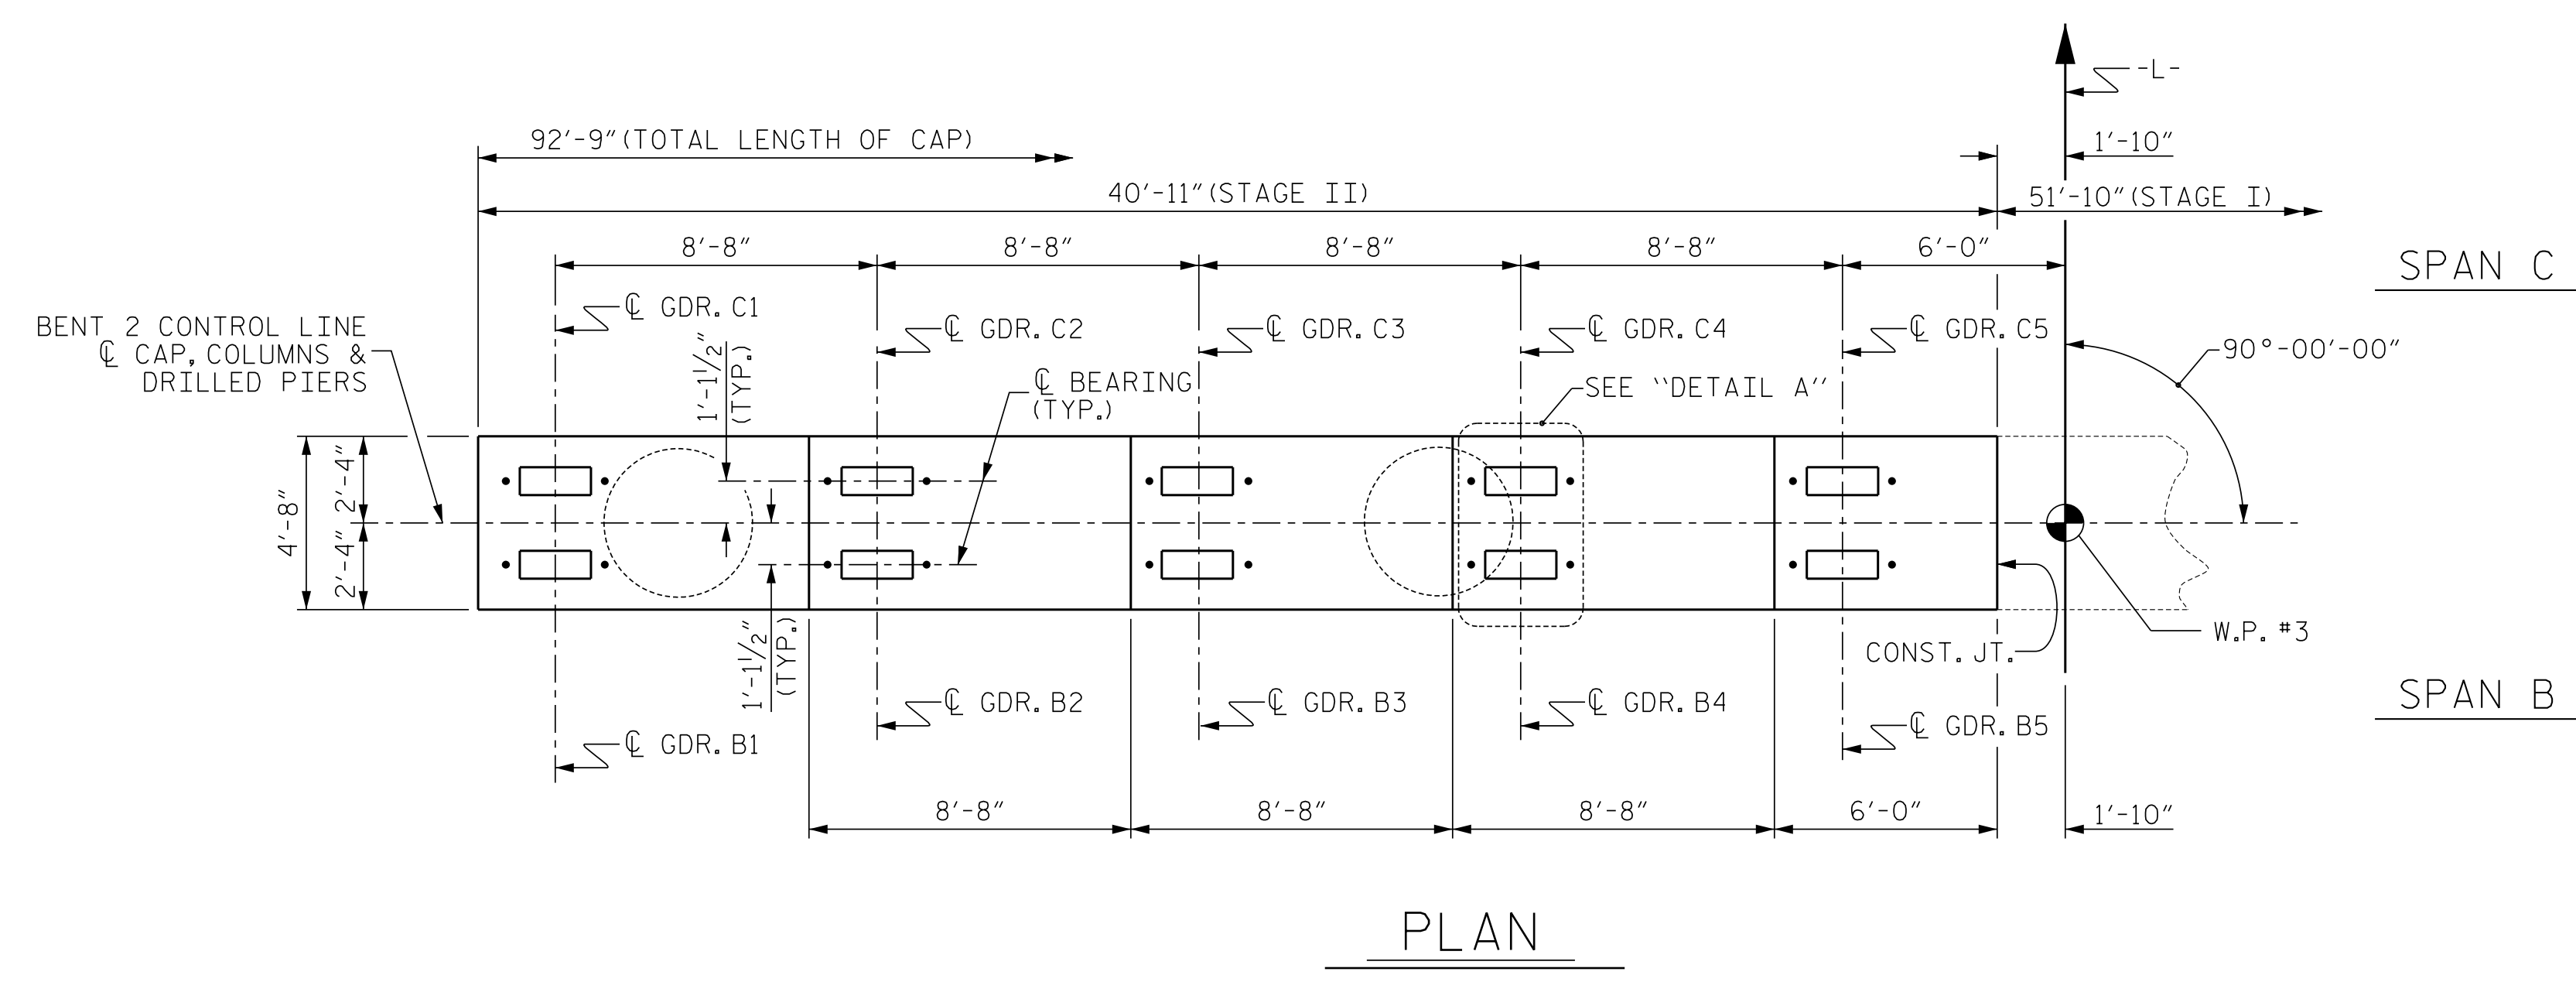 -L-
92'-9"(TOTAL LENGTH OF CAP)
1'-10"
40'-11"(STAGE II)
51'-10"(STAGE I)
8'-8"
8'-8"
8'-8"
8'-8"
6'-0"
SPAN C
℄ GDR. C1
℄ GDR. C2
℄ GDR. C3
℄ GDR. C4
℄ GDR. C5
BENT 2 CONTROL LINE
℄ CAP, COLUMNS &
DRILLED PIERS
1'-1½"
(TYP.)
℄ BEARING
(TYP.)
SEE "DETAIL A"
90°-00'-00"
4'-8"
2'-4"
2'-4"
1'-1½"
(TYP.)
CONST. JT.
W.P. #3
SPAN B
℄ GDR. B1
℄ GDR. B2
℄ GDR. B3
℄ GDR. B4
℄ GDR. B5
8'-8"
8'-8"
8'-8"
6'-0"
1'-10"
PLAN